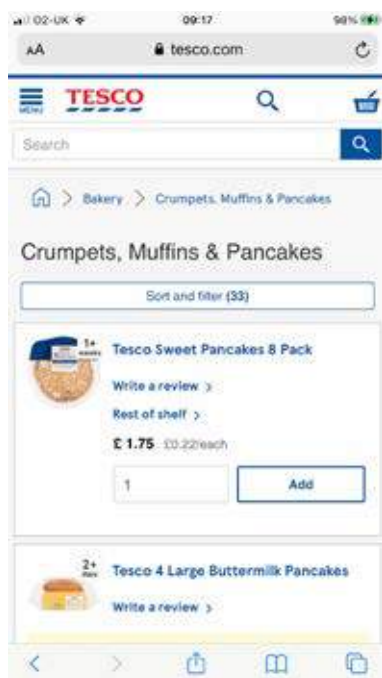 O2-UK 09:17 98%
AA tesco.com
MENU TESCO
Search
Bakery > Crumpets, Muffins & Pancakes
Crumpets, Muffins & Pancakes
Sort and filter (33)
1+
Tesco Sweet Pancakes 8 Pack
Write a review >
Rest of shelf >
£ 1.75 £0.22/each
1 Add
2+
Tesco 4 Large Buttermilk Pancakes
Write a review >